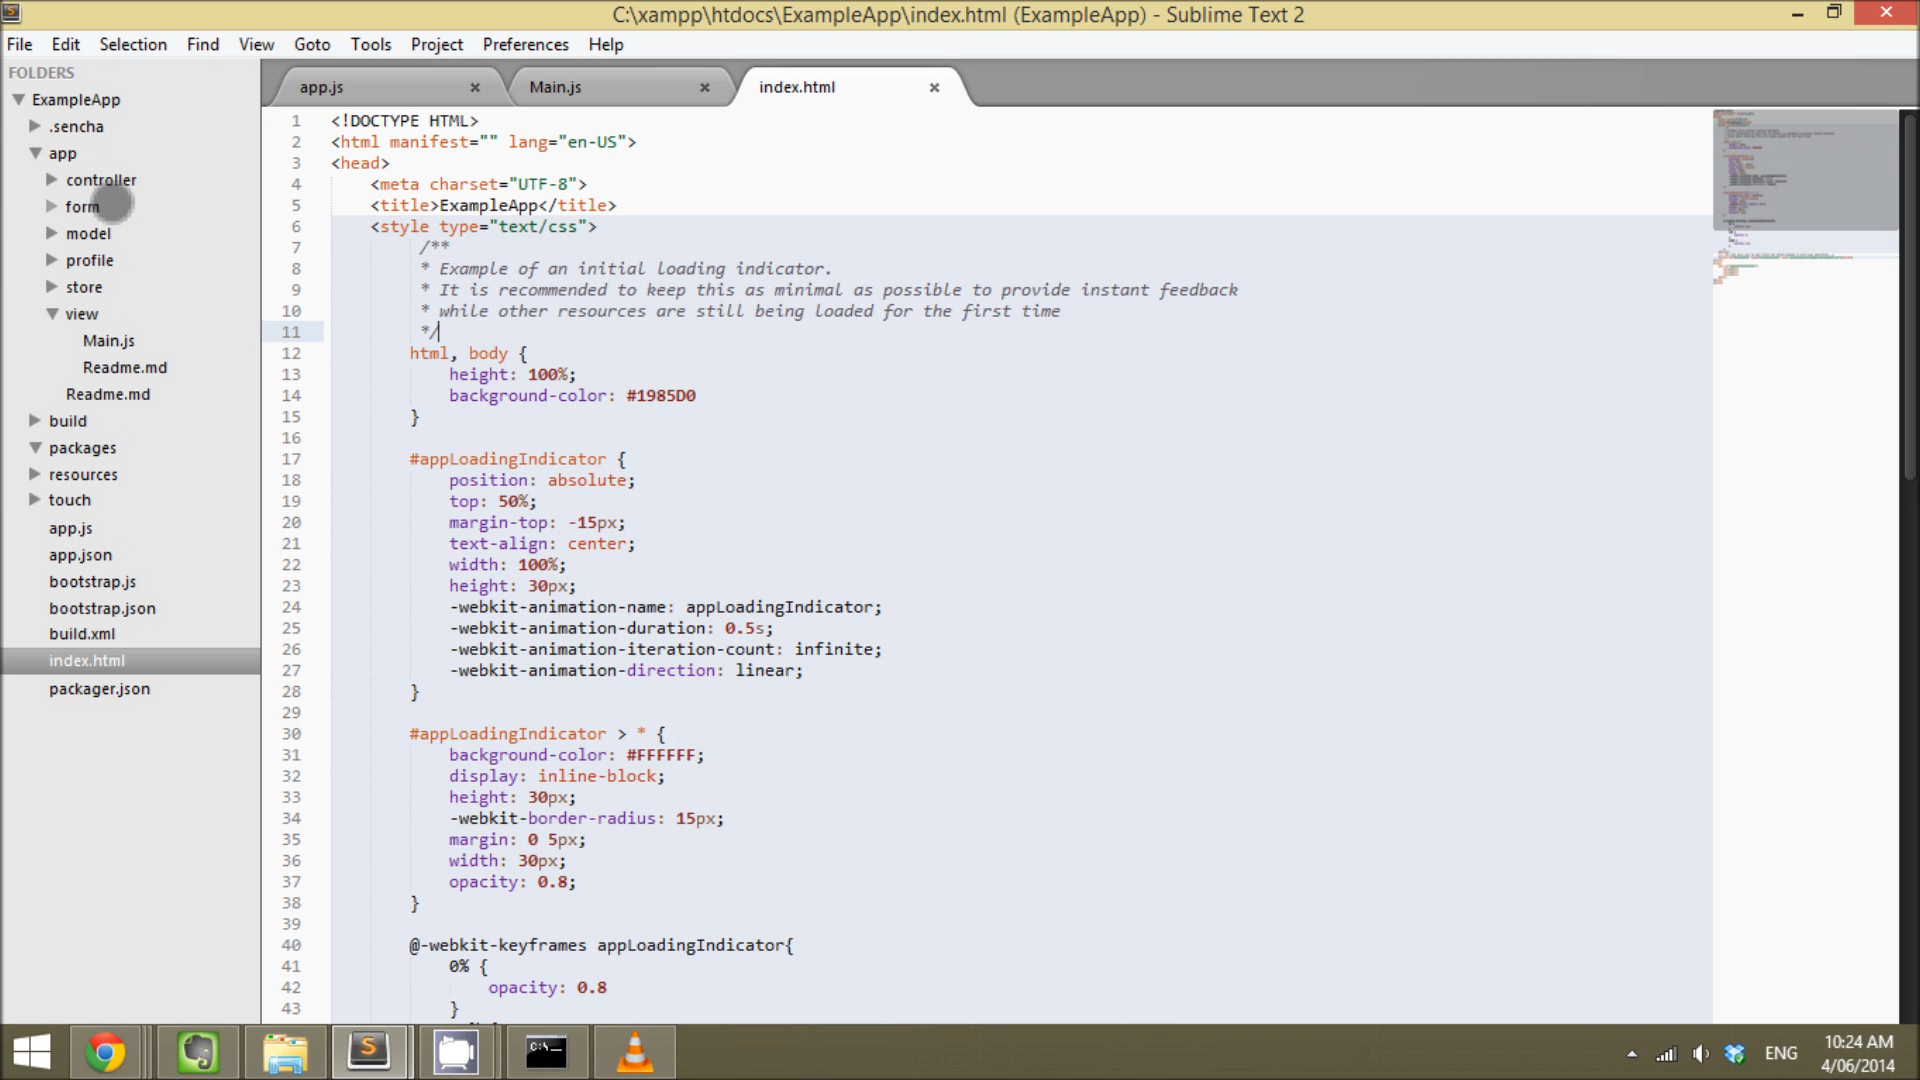 C:\xampp\htdocs\ExampleApp\index.html (ExampleApp) - Sublime Text 2
File Edit Selection Find View Goto Tools Project Preferences Help
FOLDERS
ExampleApp
.sencha
app
controller
form
model
profile
store
view
Main.js
Readme.md
Readme.md
build
packages
resources
touch
app.js
app.json
bootstrap.js
bootstrap.json
build.xml
index.html
packager.json
app.js × Main.js × index.html ×
1 <!DOCTYPE HTML>
2 <html manifest="" lang="en-US">
3 <head>
4 <meta charset="UTF-8">
5 <title>ExampleApp</title>
6 <style type="text/css">
7 /**
8 * Example of an initial loading indicator.
9 * It is recommended to keep this as minimal as possible to provide instant feedback
10 * while other resources are still being loaded for the first time
11 */
12 html, body {
13 height: 100%;
14 background-color: #1985D0
15 }
16
17 #appLoadingIndicator {
18 position: absolute;
19 top: 50%;
20 margin-top: -15px;
21 text-align: center;
22 width: 100%;
23 height: 30px;
24 -webkit-animation-name: appLoadingIndicator;
25 -webkit-animation-duration: 0.5s;
26 -webkit-animation-iteration-count: infinite;
27 -webkit-animation-direction: linear;
28 }
29
30 #appLoadingIndicator > * {
31 background-color: #FFFFFF;
32 display: inline-block;
33 height: 30px;
34 -webkit-border-radius: 15px;
35 margin: 0 5px;
36 width: 30px;
37 opacity: 0.8;
38 }
39
40 @-webkit-keyframes appLoadingIndicator{
41 0% {
42 opacity: 0.8
43 }
ENG
10:24 AM
4/06/2014